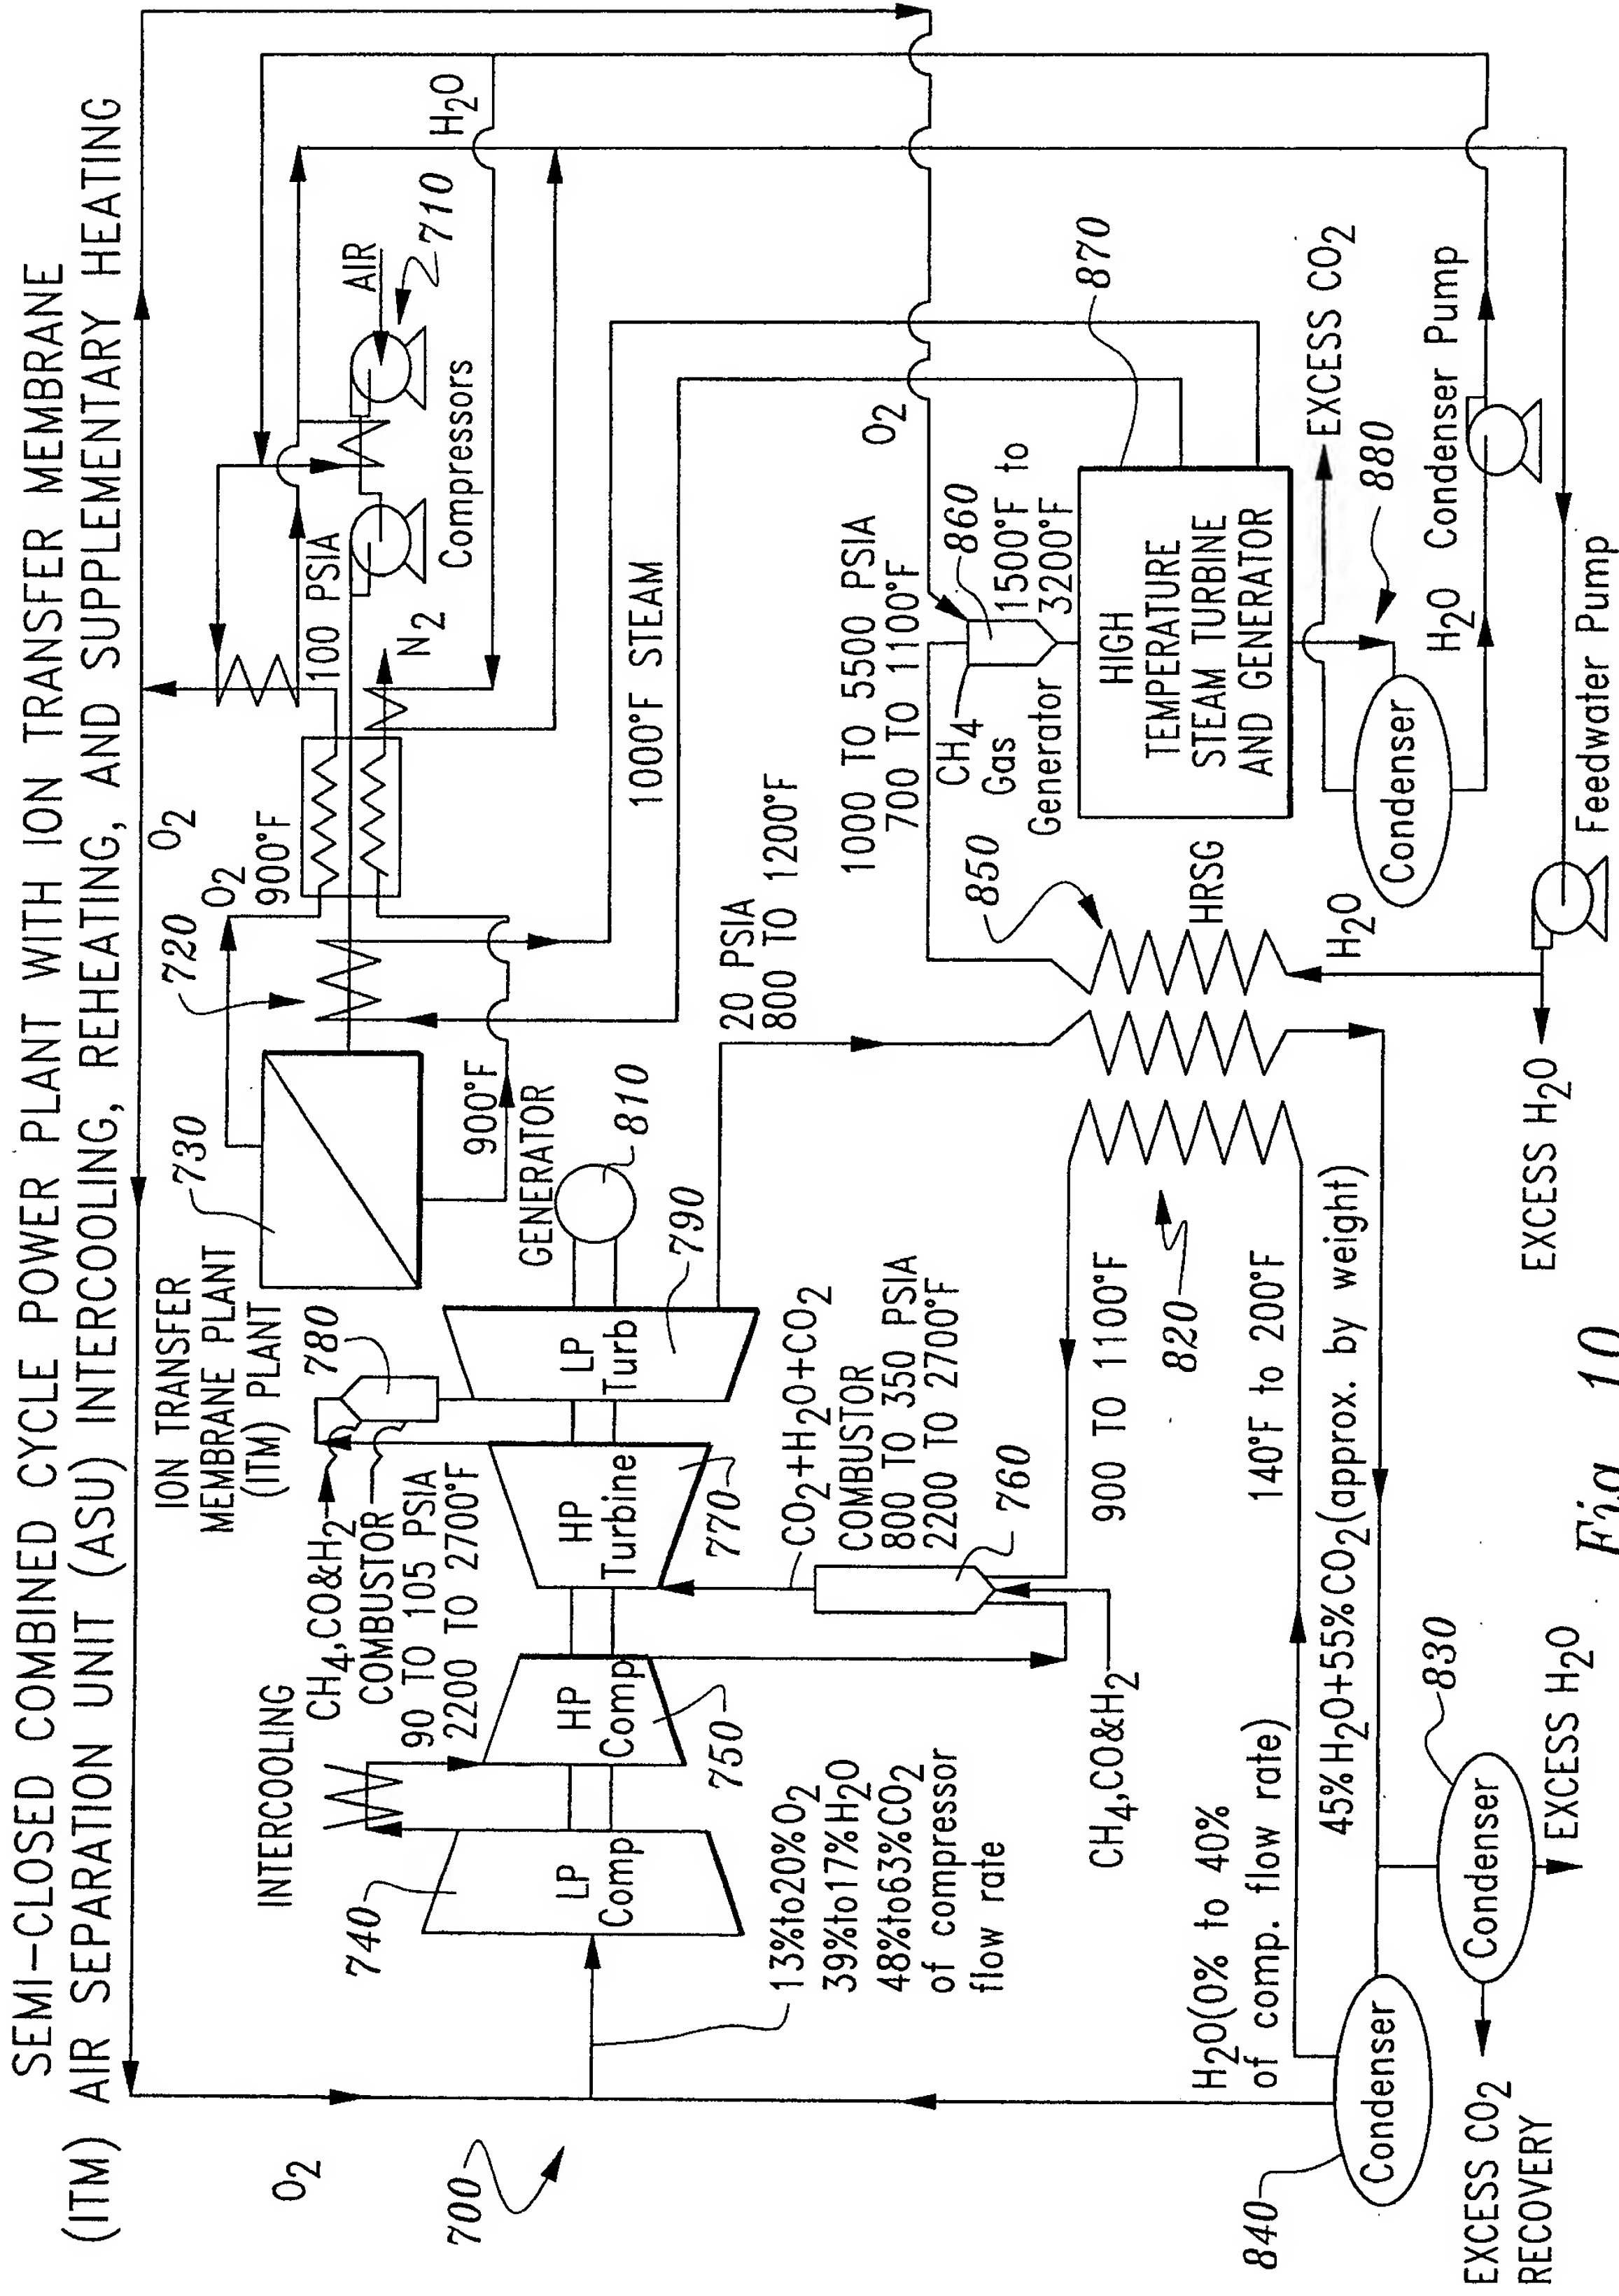 SEMI-CLOSED COMBINED CYCLE POWER PLANT WITH ION TRANSFER MEMBRANE
(ITM) AIR SEPARATION UNIT (ASU) INTERCOOLING, REHEATING, AND SUPPLEMENTARY HEATING
O2
O2
700
740
INTERCOOLING
LP
Comp
HP
Comp
750
13%to20%O2
39%to17%H2O
48%to63%CO2
of compressor
flow rate
CH4,CO&H2
COMBUSTOR
90 TO 105 PSIA
2200 TO 2700°F
780
HP
Turbine
770
LP
Turb
790
GENERATOR
810
ION TRANSFER
MEMBRANE PLANT
(ITM) PLANT
730
720
O2
900°F
900°F
100 PSIA
N2
Compressors
AIR
710
H2O
1000°F STEAM
CO2+H2O+CO2
COMBUSTOR
800 TO 350 PSIA
2200 TO 2700°F
760
CH4,CO&H2
20 PSIA
800 TO 1200°F
900 TO 1100°F
820
850
HRSG
H2O
1000 TO 5500 PSIA
700 TO 1100°F
O2
CH4
Gas
Generator
860
1500°F to
3200°F
HIGH
TEMPERATURE
STEAM TURBINE
AND GENERATOR
870
EXCESS CO2
880
Condenser
H2O Condenser Pump
Feedwater Pump
EXCESS H2O
140°F to 200°F
H2O(0% to 40%
of comp. flow rate)
45%H2O+55%CO2(approx. by weight)
840
Condenser
830
Condenser
EXCESS H2O
EXCESS CO2
RECOVERY
Fig. 10